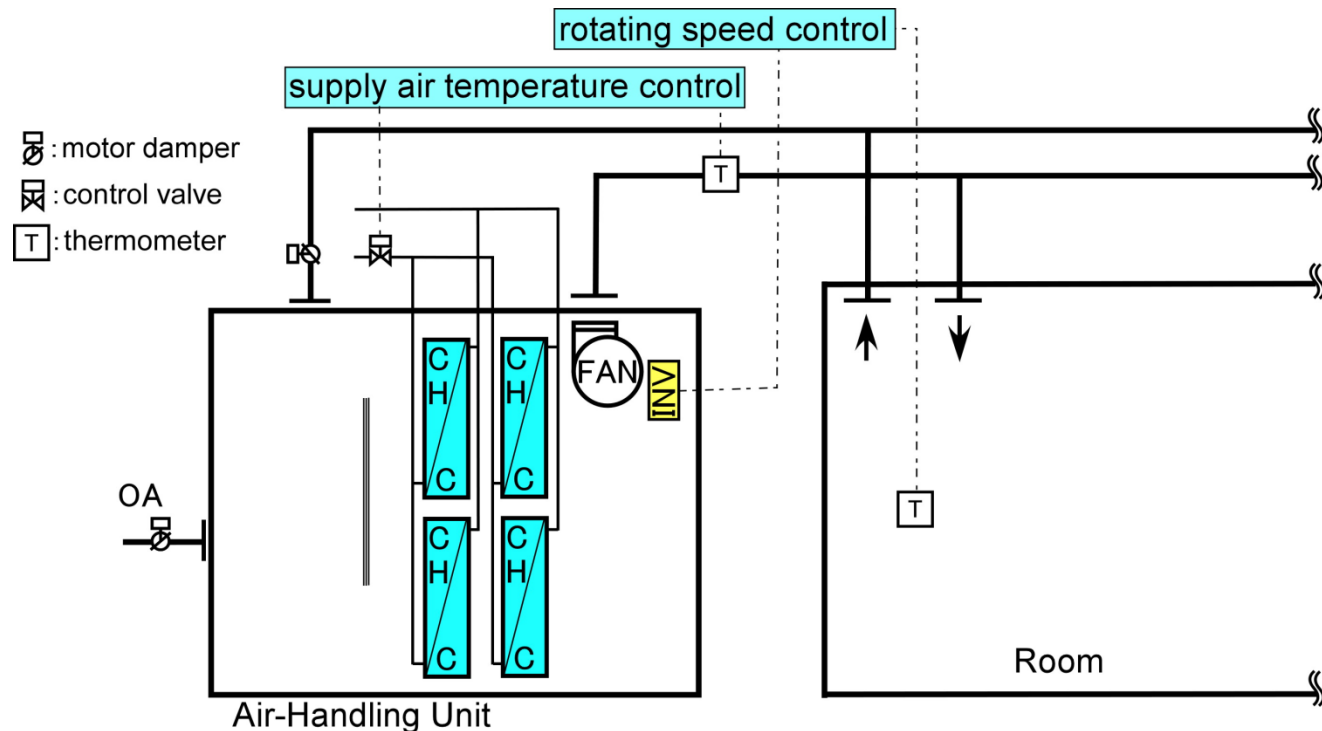 rotating speed control
supply air temperature control
: motor damper
: control valve
T : thermometer
T
FAN
INV
C
H
C
C
H
C
C
H
C
C
H
C
OA
T
Room
Air-Handling Unit